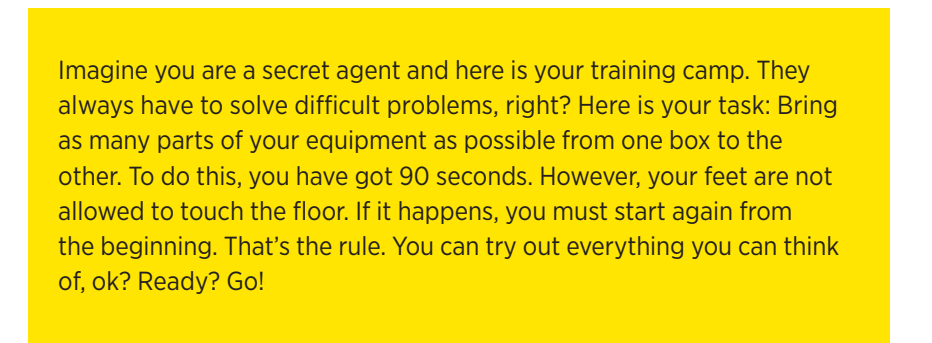 Imagine you are a secret agent and here is your training camp. They
always have to solve difficult problems, right? Here is your task: Bring
as many parts of your equipment as possible from one box to the
other. To do this, you have got 90 seconds. However, your feet are not
allowed to touch the floor. If it happens, you must start again from
the beginning. That’s the rule. You can try out everything you can think
of, ok? Ready? Go!